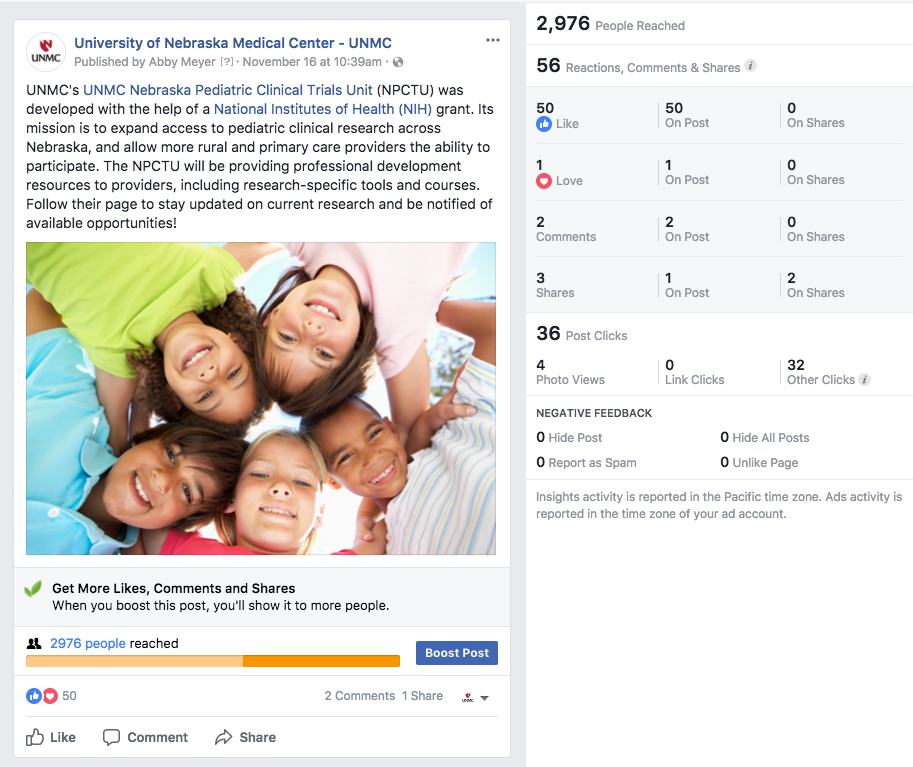 UNMC
University of Nebraska Medical Center - UNMC
Published by Abby Meyer [?] · November 16 at 10:39am ·
UNMC's UNMC Nebraska Pediatric Clinical Trials Unit (NPCTU) was
developed with the help of a National Institutes of Health (NIH) grant. Its
mission is to expand access to pediatric clinical research across
Nebraska, and allow more rural and primary care providers the ability to
participate. The NPCTU will be providing professional development
resources to providers, including research-specific tools and courses.
Follow their page to stay updated on current research and be notified of
available opportunities!
Get More Likes, Comments and Shares
When you boost this post, you'll show it to more people.
2976 people reached
Boost Post
50
2 Comments 1 Share
UNMC
Like Comment Share
2,976 People Reached
56 Reactions, Comments & Shares i
50 50 0
Like On Post On Shares
1 1 0
Love On Post On Shares
2 2 0
Comments On Post On Shares
3 1 2
Shares On Post On Shares
36 Post Clicks
4 0 32
Photo Views Link Clicks Other Clicks i
NEGATIVE FEEDBACK
0 Hide Post 0 Hide All Posts
0 Report as Spam 0 Unlike Page
Insights activity is reported in the Pacific time zone. Ads activity is
reported in the time zone of your ad account.